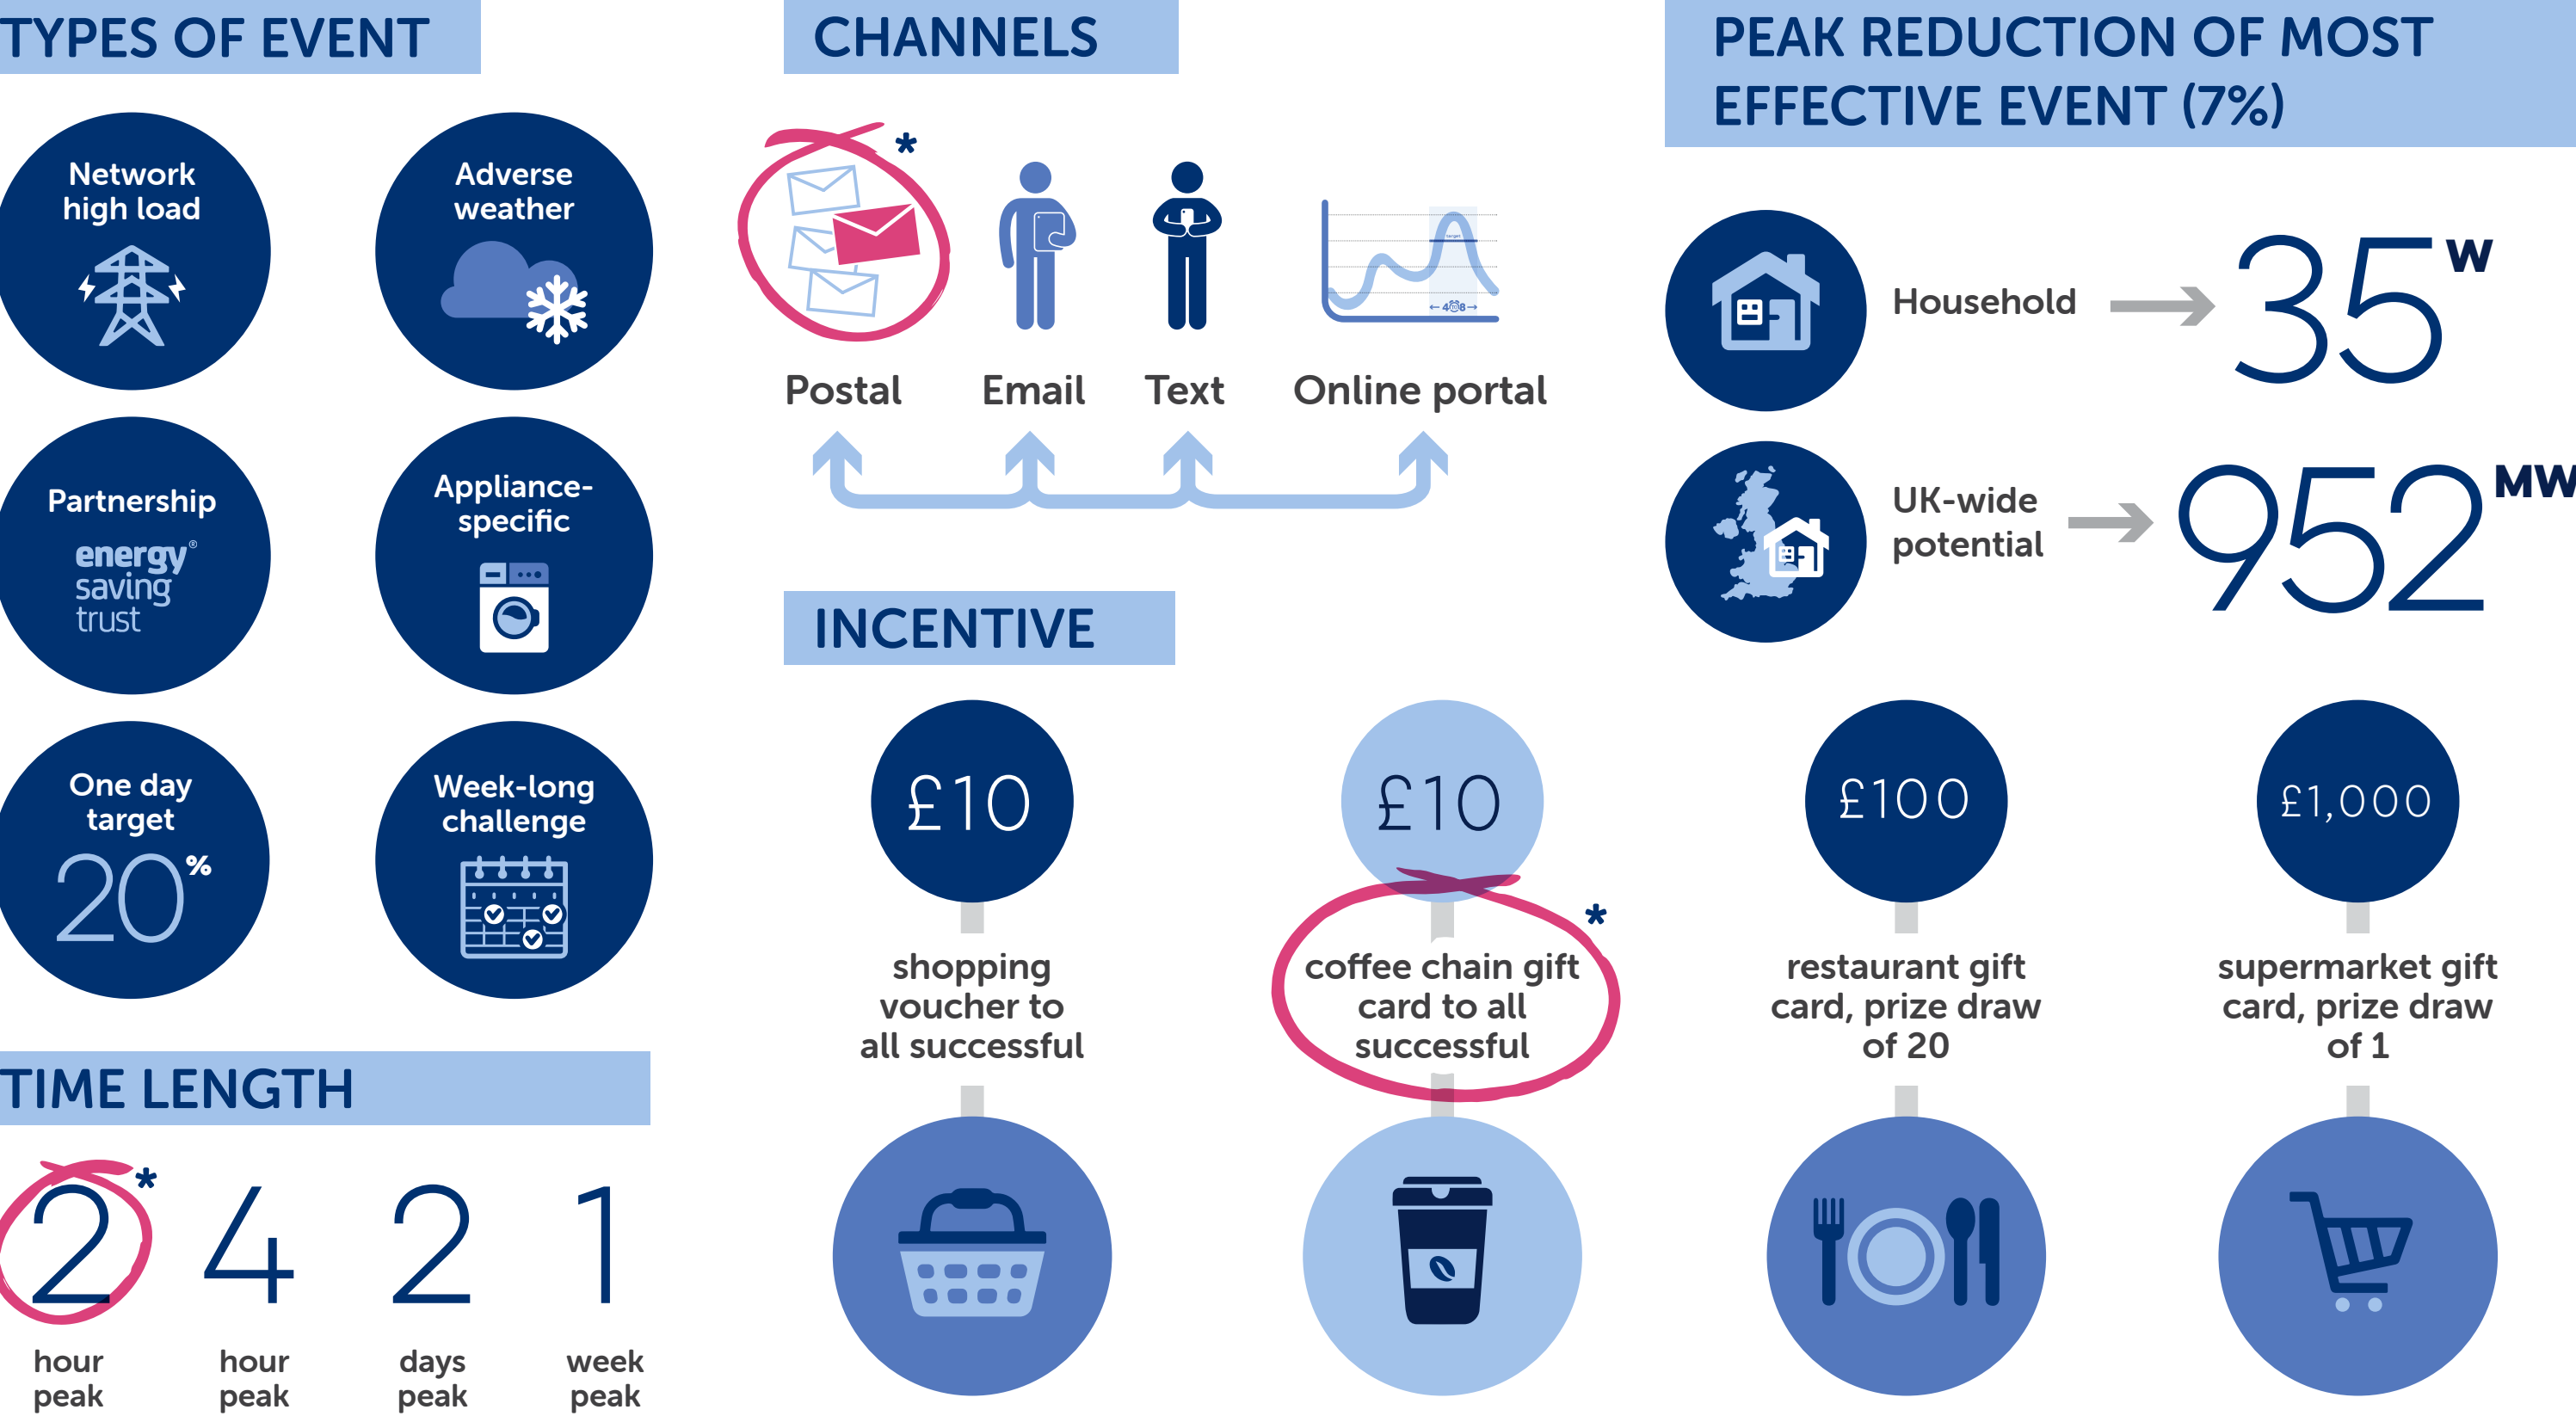 TYPES OF EVENT
Network
high load
Adverse
weather
Partnership
energy®
saving
trust
Appliance-
specific
One day
target
20%
Week-long
challenge
TIME LENGTH
2*
hour
peak
4
hour
peak
2
days
peak
1
week
peak
CHANNELS
*
target
← 4 to 8 →
Postal
Email
Text
Online portal
INCENTIVE
£10
shopping
voucher to
all successful
£10
*
coffee chain gift
card to all
successful
£100
restaurant gift
card, prize draw
of 20
£1,000
supermarket gift
card, prize draw
of 1
PEAK REDUCTION OF MOST
EFFECTIVE EVENT (7%)
Household
35W
UK-wide
potential
952MW